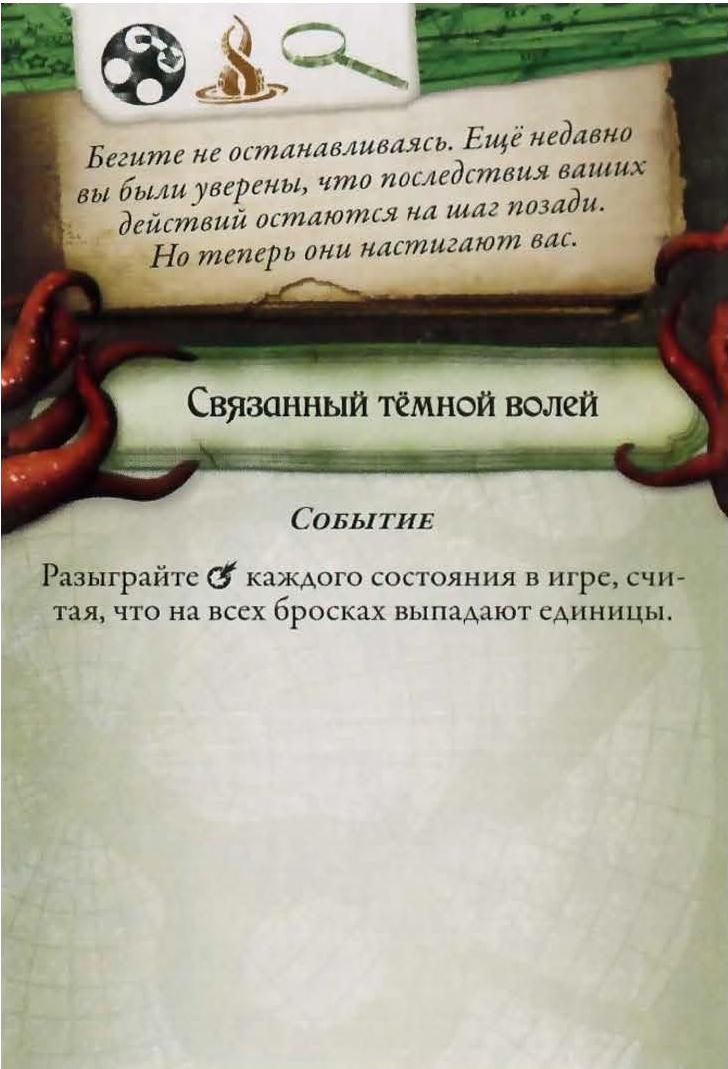 Бегите не останавливаясь. Ещё недавно
вы были уверены, что последствия ваших
действий остаются на шаг позади.
Но теперь они настигают вас.
Связанный тёмной волей
Событие
Разыграйте каждого состояния в игре, счи-
тая, что на всех бросках выпадают единицы.